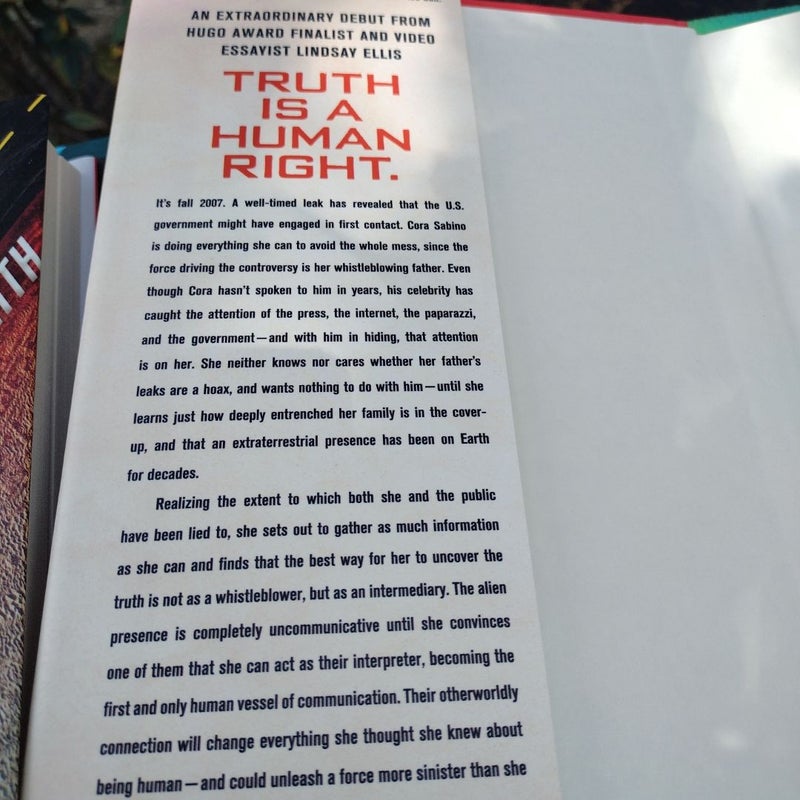 AN EXTRAORDINARY DEBUT FROM
HUGO AWARD FINALIST AND VIDEO
ESSAYIST LINDSAY ELLIS
TRUTH
IS A
HUMAN
RIGHT.
It's fall 2007. A well-timed leak has revealed that the U.S.
government might have engaged in first contact. Cora Sabino
is doing everything she can to avoid the whole mess, since the
force driving the controversy is her whistleblowing father. Even
though Cora hasn't spoken to him in years, his celebrity has
caught the attention of the press, the internet, the paparazzi,
and the government—and with him in hiding, that attention
is on her. She neither knows nor cares whether her father's
leaks are a hoax, and wants nothing to do with him—until she
learns just how deeply entrenched her family is in the cover-
up, and that an extraterrestrial presence has been on Earth
for decades.
Realizing the extent to which both she and the public
have been lied to, she sets out to gather as much information
as she can and finds that the best way for her to uncover the
truth is not as a whistleblower, but as an intermediary. The alien
presence is completely uncommunicative until she convinces
one of them that she can act as their interpreter, becoming the
first and only human vessel of communication. Their otherworldly
connection will change everything she thought she knew about
being human—and could unleash a force more sinister than she